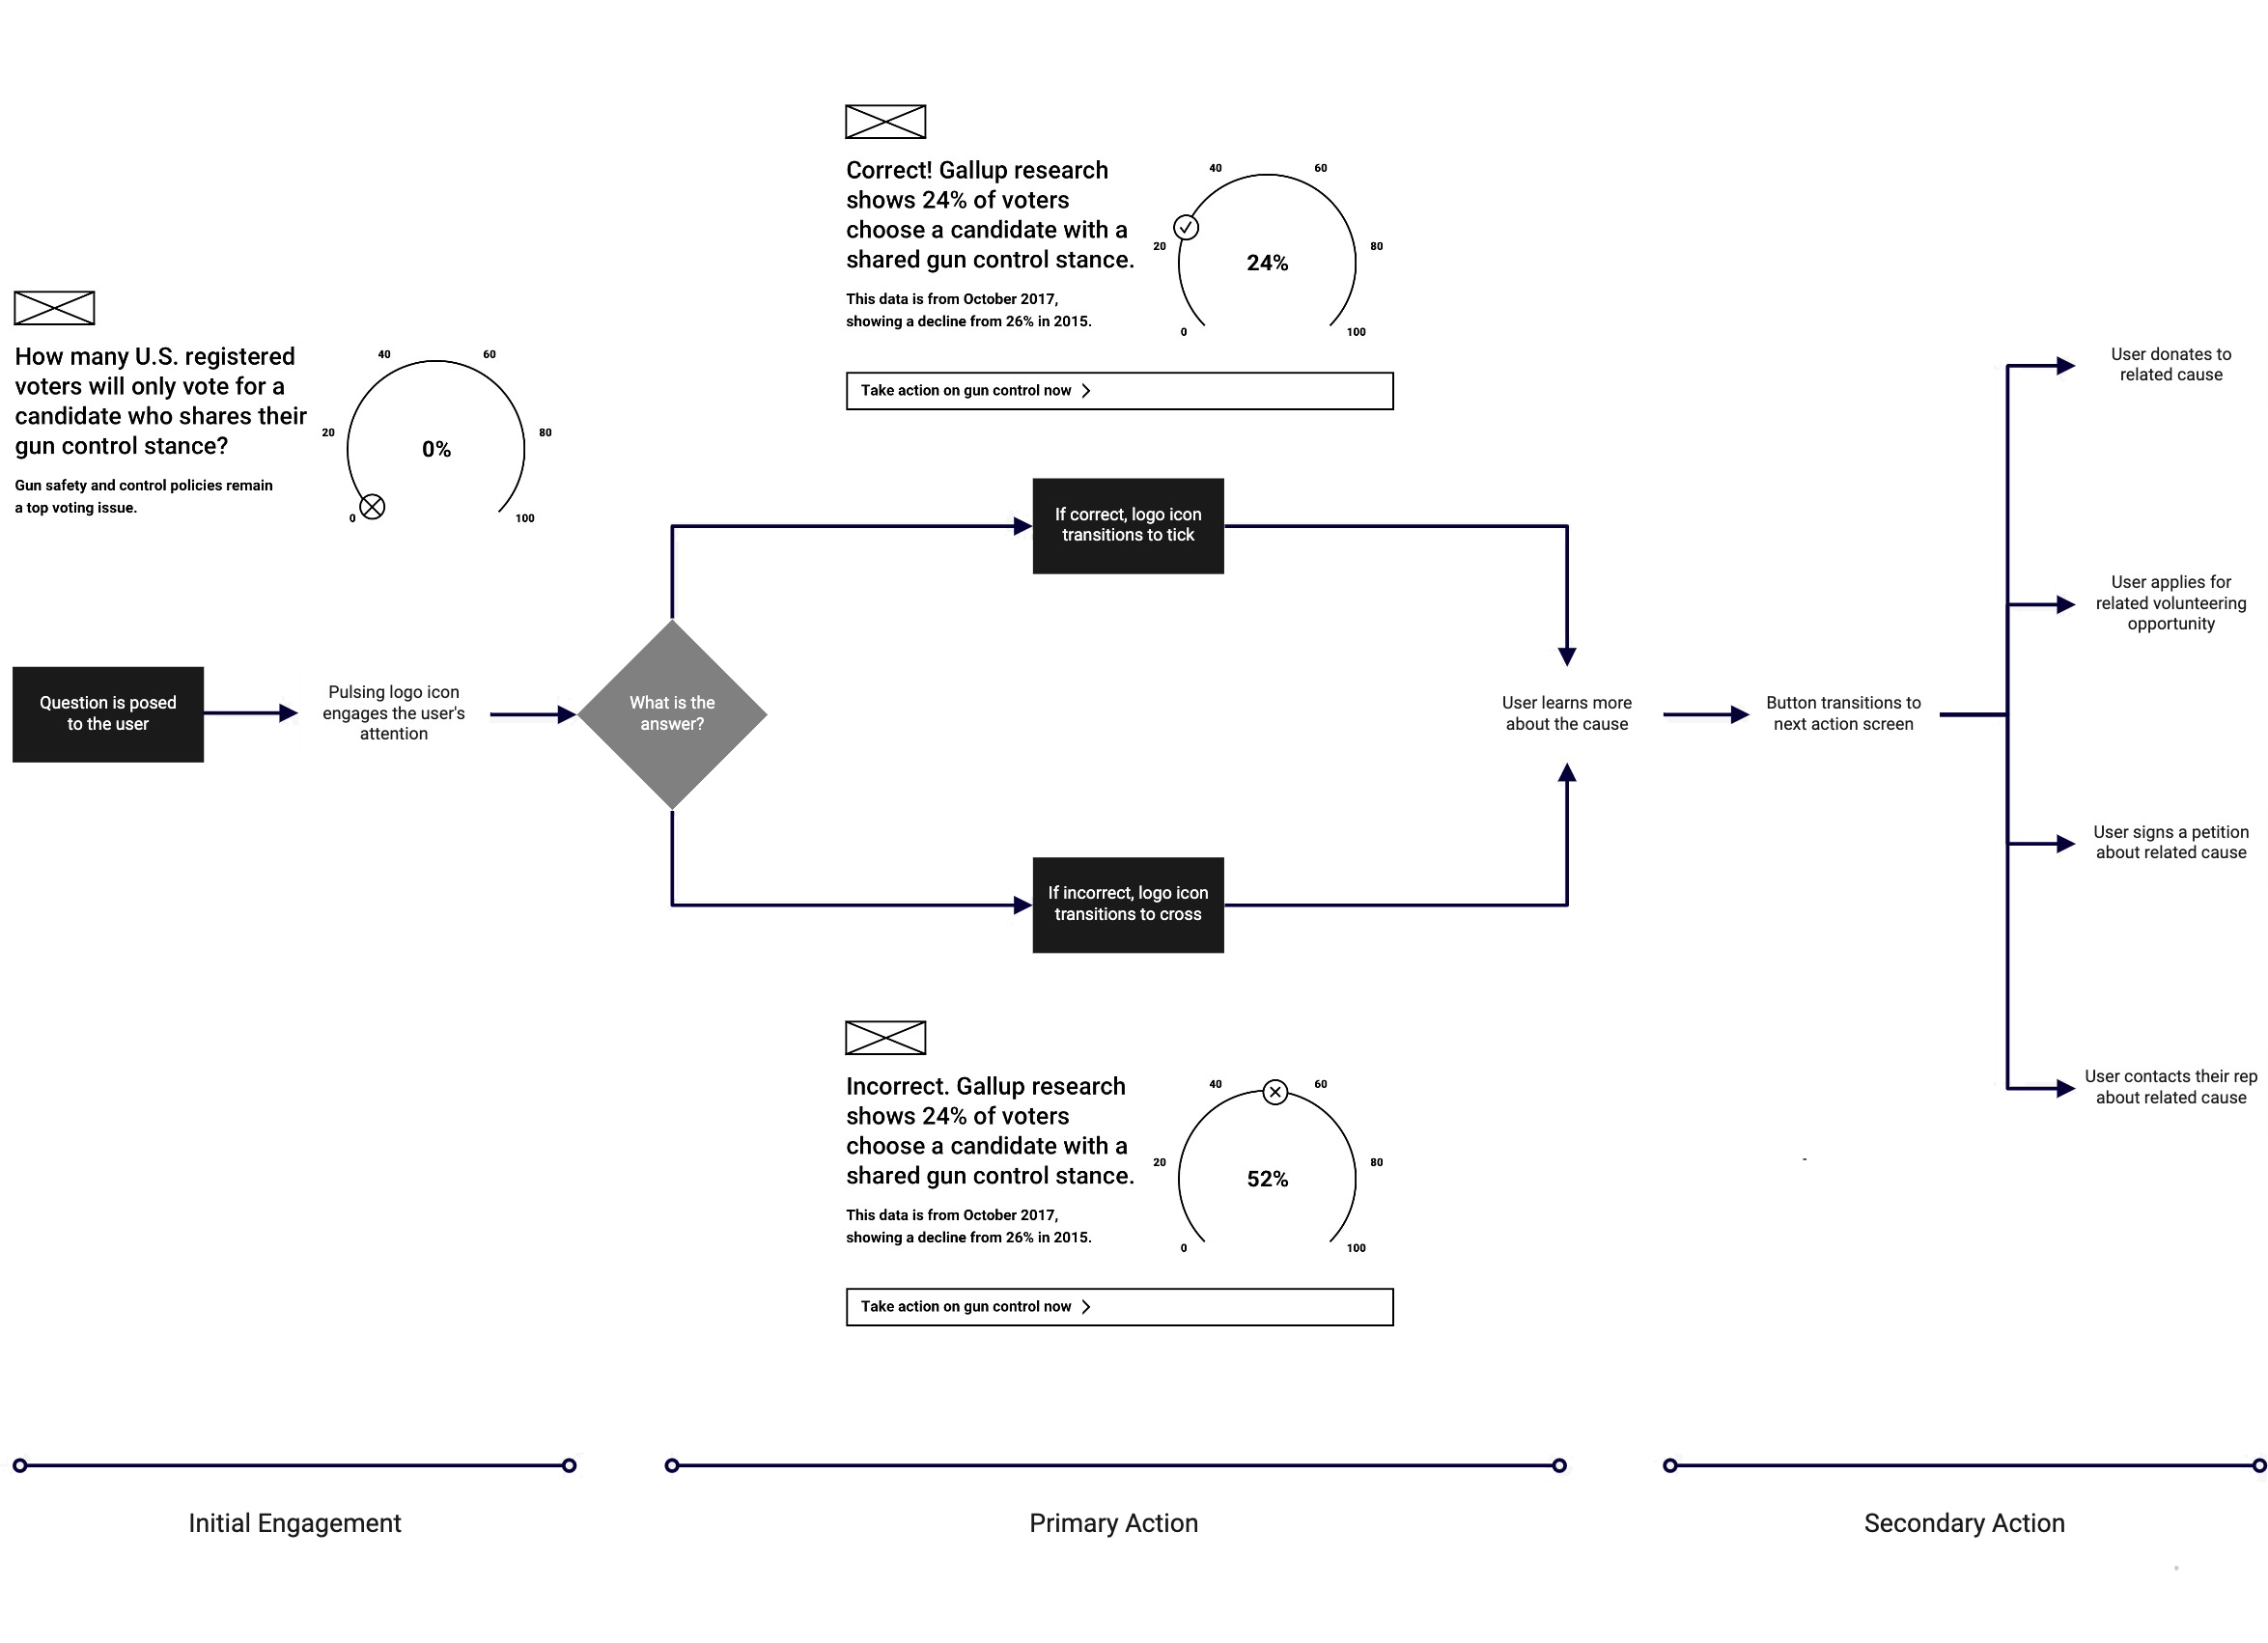 Correct! Gallup research
shows 24% of voters
choose a candidate with a
shared gun control stance.
This data is from October 2017,
showing a decline from 26% in 2015.
0
20
40
60
80
100
24%
Take action on gun control now
How many U.S. registered
voters will only vote for a
candidate who shares their
gun control stance?
Gun safety and control policies remain
a top voting issue.
0
20
40
60
80
100
0%
Question is posed
to the user
Pulsing logo icon
engages the user's
attention
What is the
answer?
If correct, logo icon
transitions to tick
If incorrect, logo icon
transitions to cross
Incorrect. Gallup research
shows 24% of voters
choose a candidate with a
shared gun control stance.
This data is from October 2017,
showing a decline from 26% in 2015.
0
20
40
60
80
100
52%
Take action on gun control now
User learns more
about the cause
Button transitions to
next action screen
User donates to
related cause
User applies for
related volunteering
opportunity
User signs a petition
about related cause
User contacts their rep
about related cause
Initial Engagement
Primary Action
Secondary Action